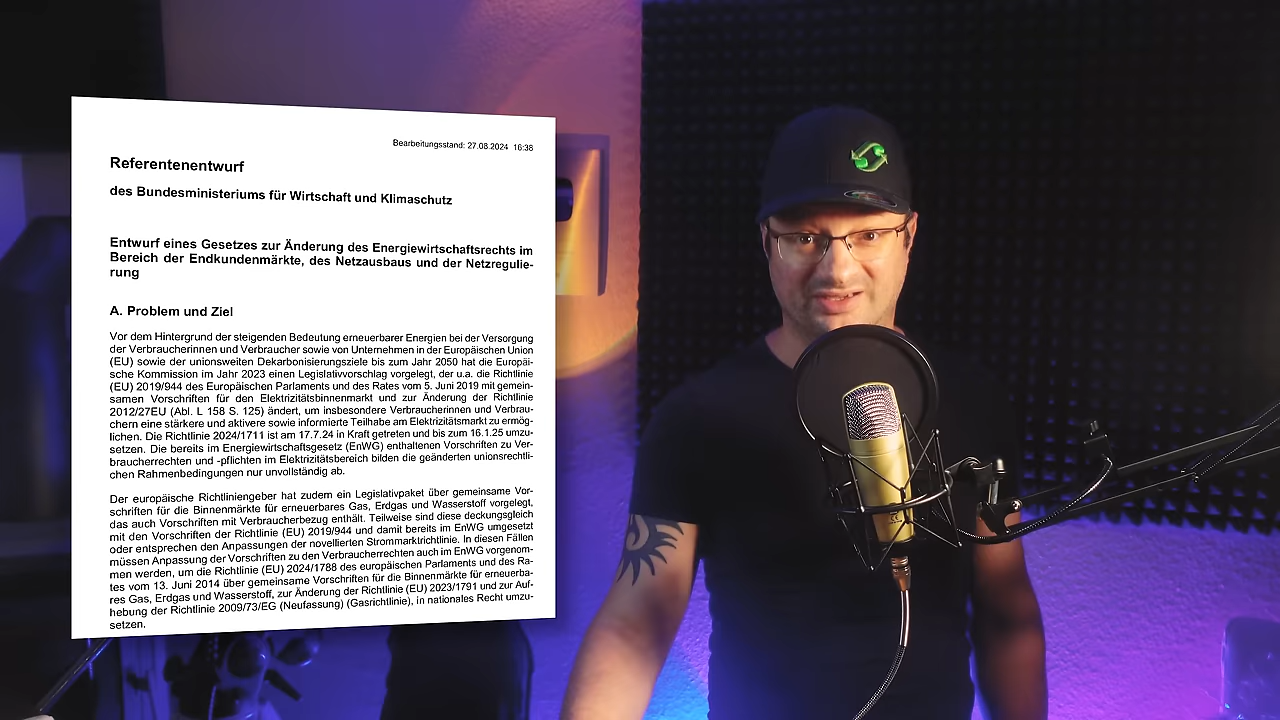 Bearbeitungsstand: 27.08.2024 16:38
Referentenentwurf
des Bundesministeriums für Wirtschaft und Klimaschutz
Entwurf eines Gesetzes zur Änderung des Energiewirtschaftsrechts im
Bereich der Endkundenmärkte, des Netzausbaus und der Netzregulie-
rung
A. Problem und Ziel
Vor dem Hintergrund der steigenden Bedeutung erneuerbarer Energien bei der Versorgung
der Verbraucherinnen und Verbraucher sowie von Unternehmen in der Europäischen Union
(EU) sowie der unionsweiten Dekarbonisierungsziele bis zum Jahr 2050 hat die Europäi-
sche Kommission im Jahr 2023 einen Legislativvorschlag vorgelegt, der u.a. die Richtlinie
(EU) 2019/944 des Europäischen Parlaments und des Rates vom 5. Juni 2019 mit gemein-
samen Vorschriften für den Elektrizitätsbinnenmarkt und zur Änderung der Richtlinie
2012/27EU (Abl. L 158 S. 125) ändert, um insbesondere Verbraucherinnen und Verbrau-
chern eine stärkere und aktivere sowie informierte Teilhabe am Elektrizitätsmarkt zu ermög-
lichen. Die Richtlinie 2024/1711 ist am 17.7.24 in Kraft getreten und bis zum 16.1.25 umzu-
setzen. Die bereits im Energiewirtschaftsgesetz (EnWG) enthaltenen Vorschriften zu Ver-
braucherrechten und -pflichten im Elektrizitätsbereich bilden die geänderten unionsrechtli-
chen Rahmenbedingungen nur unvollständig ab.
Der europäische Richtliniengeber hat zudem ein Legislativpaket über gemeinsame Vor-
schriften für die Binnenmärkte für erneuerbares Gas, Erdgas und Wasserstoff vorgelegt,
das auch Vorschriften mit Verbraucherbezug enthält. Teilweise sind diese deckungsgleich
mit den Vorschriften der Richtlinie (EU) 2019/944 und damit bereits im EnWG umgesetzt
oder entsprechen den Anpassungen der novellierten Strommarktrichtlinie. In diesen Fällen
müssen Anpassung der Vorschriften zu den Verbraucherrechten auch im EnWG vorgenom-
men werden, um die Richtlinie (EU) 2024/1788 des europäischen Parlaments und des Ra-
tes vom 13. Juni 2014 über gemeinsame Vorschriften für die Binnenmärkte für erneuerba-
res Gas, Erdgas und Wasserstoff, zur Änderung der Richtlinie (EU) 2023/1791 und zur Auf-
hebung der Richtlinie 2009/73/EG (Neufassung) (Gasrichtlinie), in nationales Recht umzu-
setzen.